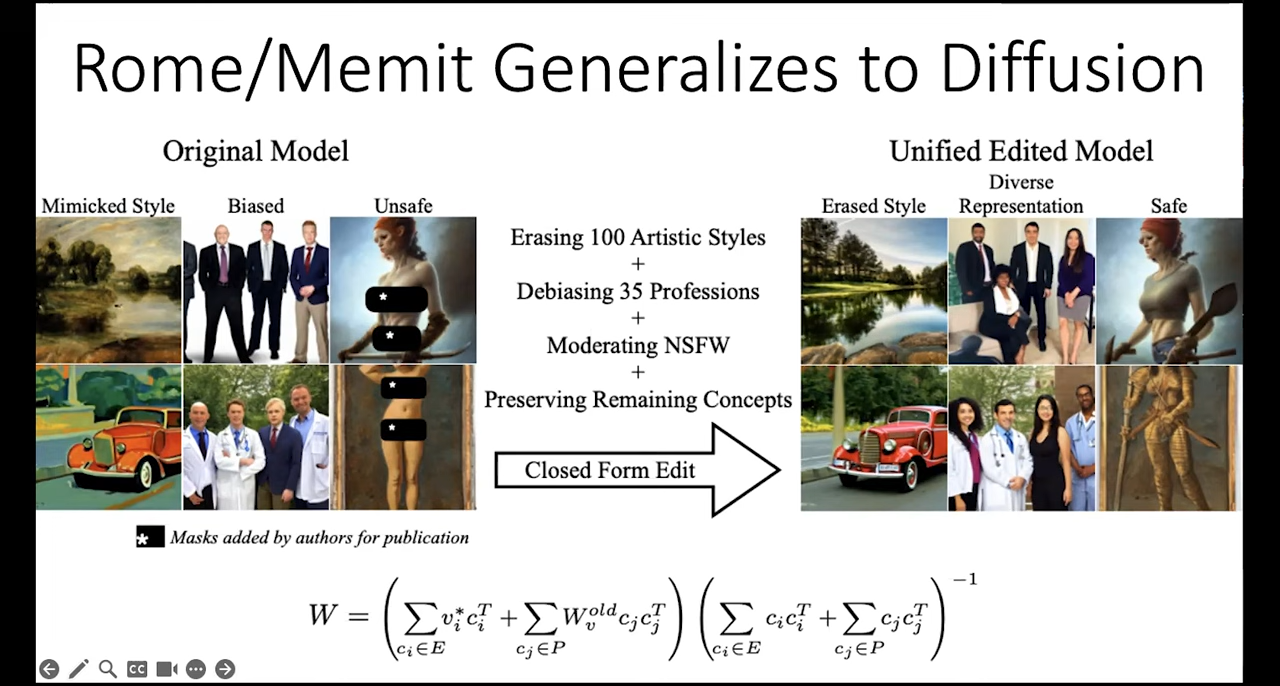 Rome/Memit Generalizes to Diffusion
Original Model
Unified Edited Model
Mimicked Style
Biased
Unsafe
Erased Style
Diverse
Representation
Safe
Erasing 100 Artistic Styles
+
Debiasing 35 Professions
+
Moderating NSFW
+
Preserving Remaining Concepts
Closed Form Edit
*
*
*
*
* Masks added by authors for publication
W = ( ∑_{c_i∈E} v_i^* c_i^T + ∑_{c_j∈P} W_v^{old} c_j c_j^T ) ( ∑_{c_i∈E} c_i c_i^T + ∑_{c_j∈P} c_j c_j^T )^{-1}
CC